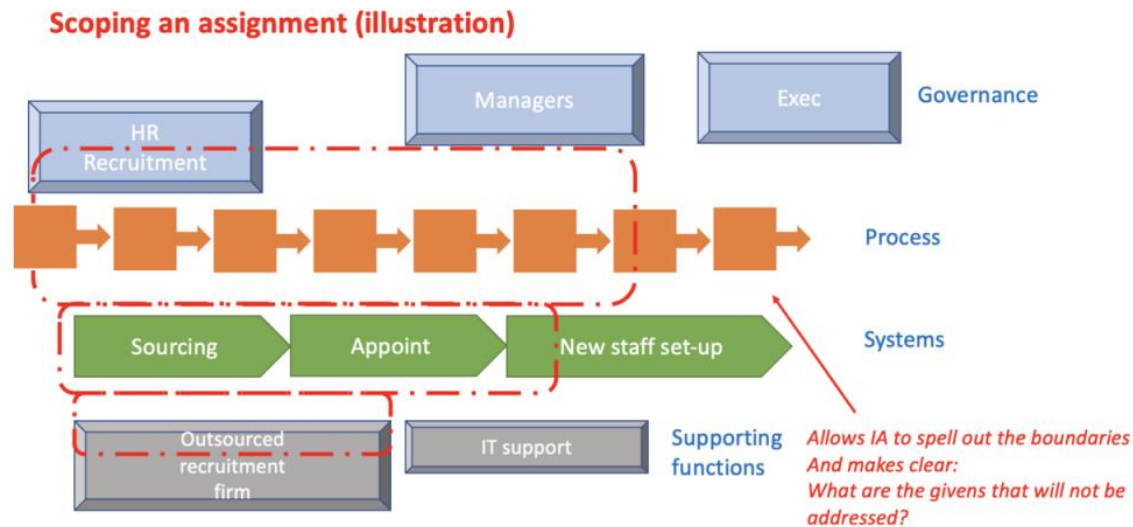 Scoping an assignment (illustration)
Managers
Exec
Governance
HR
Recruitment
Process
Sourcing
Appoint
New staff set-up
Systems
Outsourced
recruitment
firm
IT support
Supporting
functions
Allows IA to spell out the boundaries
And makes clear:
What are the givens that will not be
addressed?